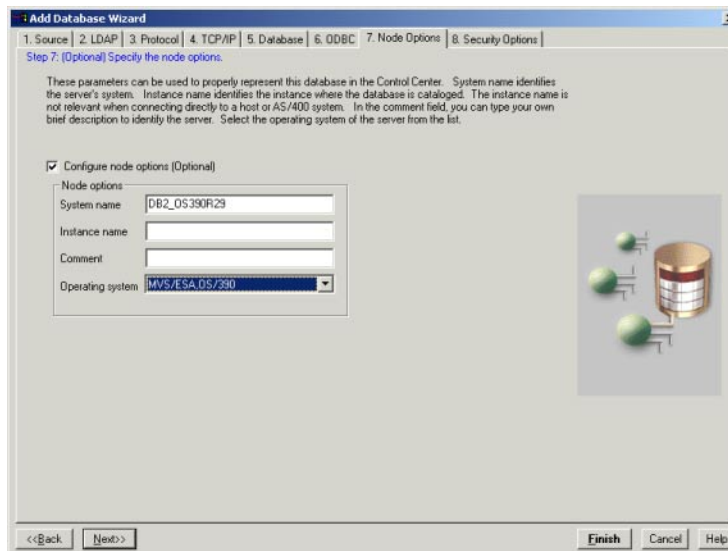 Add Database Wizard
1. Source 2. LDAP 3. Protocol 4. TCP/IP 5. Database 6. ODBC 7. Node Options 8. Security Options
Step 7: (Optional) Specify the node options.
These parameters can be used to properly represent this database in the Control Center. System name identifies
the server's system. Instance name identifies the instance where the database is cataloged. The instance name is
not relevant when connecting directly to a host or AS/400 system. In the comment field, you can type your own
brief description to identify the server. Select the operating system of the server from the list.
Configure node options (Optional)
Node options
System name DB2_OS390R29
Instance name
Comment
Operating system MVS/ESA,OS/390
<<Back Next>> Finish Cancel Help